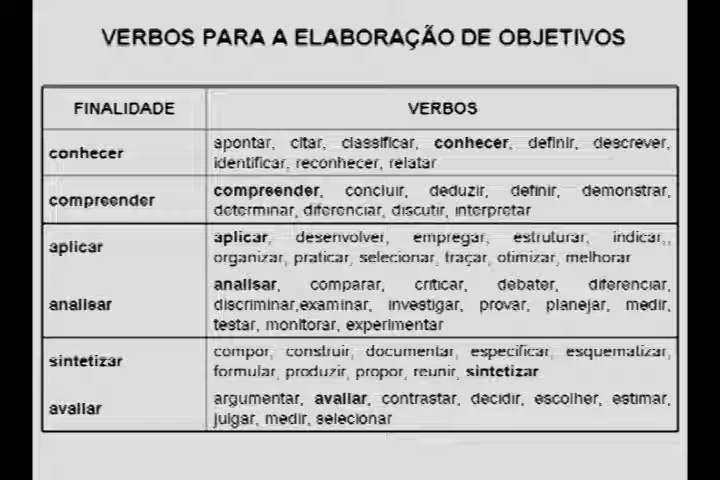 VERBOS PARA A ELABORAÇÃO DE OBJETIVOS
FINALIDADE VERBOS
conhecer
apontar, citar, classificar, conhecer, definir, descrever,
identificar, reconhecer, relatar
compreender
compreender, concluir, deduzir, definir, demonstrar,
determinar, diferenciar, discutir, interpretar
aplicar
aplicar, desenvolver, empregar, estruturar, indicar,,
organizar, praticar, selecionar, traçar, otimizar, melhorar
analisar
analisar, comparar, criticar, debater, diferenciar,
discriminar,examinar, investigar, provar, planejar, medir,
testar, monitorar, experimentar
sintetizar
compor, construir, documentar, especificar, esquematizar,
formular, produzir, propor, reunir, sintetizar
avaliar
argumentar, avaliar, contrastar, decidir, escolher, estimar,
julgar, medir, selecionar